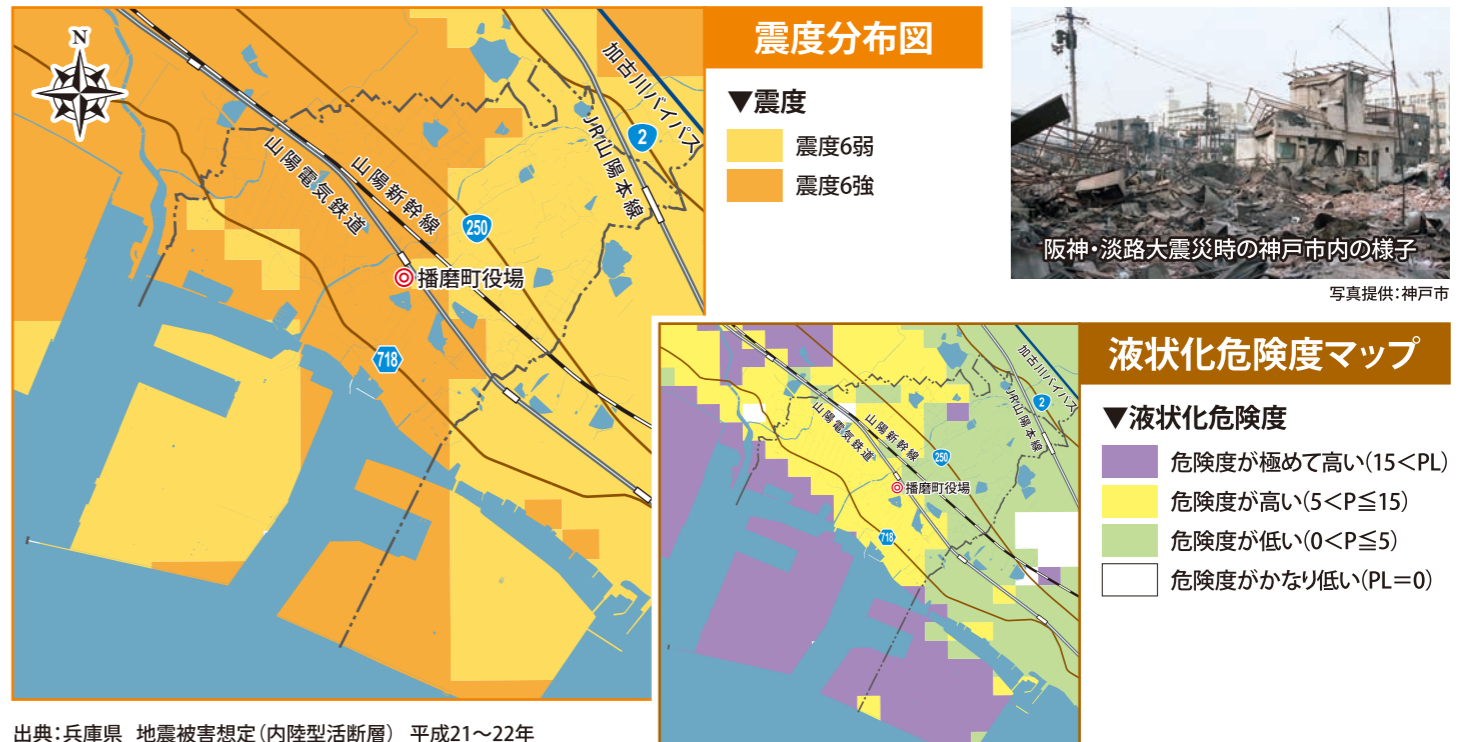 震度分布図
▼震度
震度6弱
震度6強
N
加古川バイパス
2
JR山陽本線
山陽電気鉄道
山陽新幹線
250
播磨町役場
718
阪神・淡路大震災時の神戸市内の様子
写真提供：神戸市
液状化危険度マップ
▼液状化危険度
危険度が極めて高い(15＜PL)
危険度が高い(5＜P≦15)
危険度が低い(0＜P≦5)
危険度がかなり低い(PL＝0)
加古川バイパス
2
JR山陽本線
山陽電気鉄道
山陽新幹線
250
播磨町役場
718
出典：兵庫県 地震被害想定(内陸型活断層) 平成21～22年